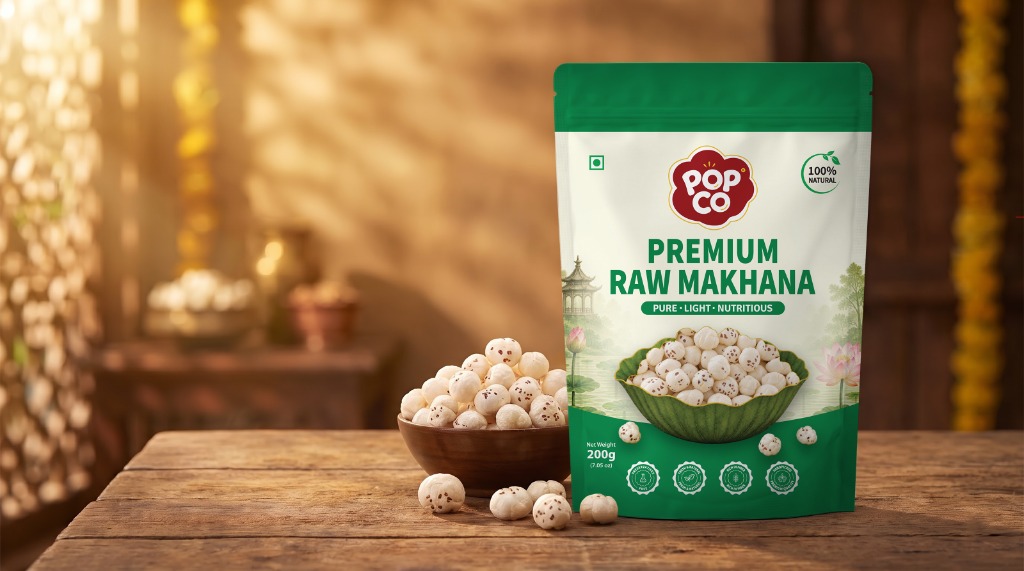 POP
CO
100%
NATURAL
PREMIUM
RAW MAKHANA
PURE • LIGHT • NUTRITIOUS
Net Weight
200g
(7.05 oz)